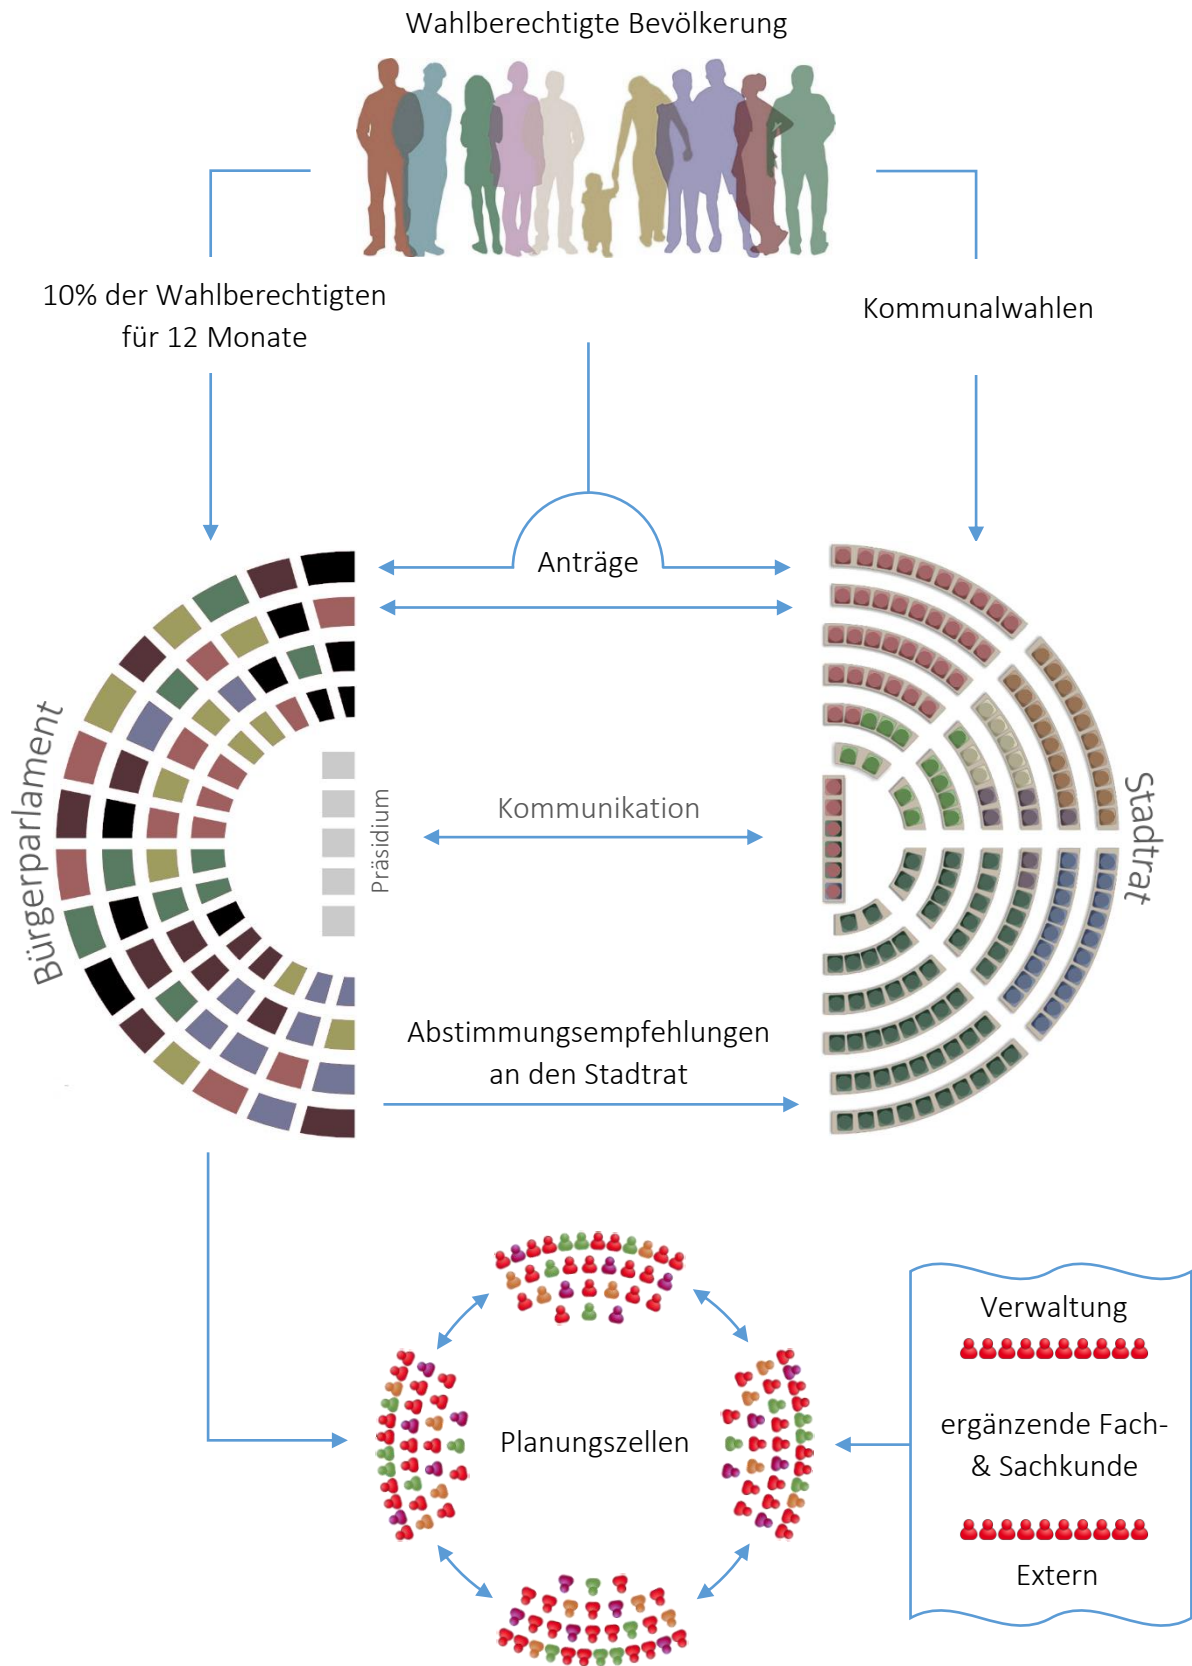 Wahlberechtigte Bevölkerung
10% der Wahlberechtigten
für 12 Monate
Kommunalwahlen
Anträge
Bürgerparlament
Präsidium
Kommunikation
Stadtrat
Abstimmungsempfehlungen
an den Stadtrat
Planungszellen
Verwaltung
ergänzende Fach-
& Sachkunde
Extern